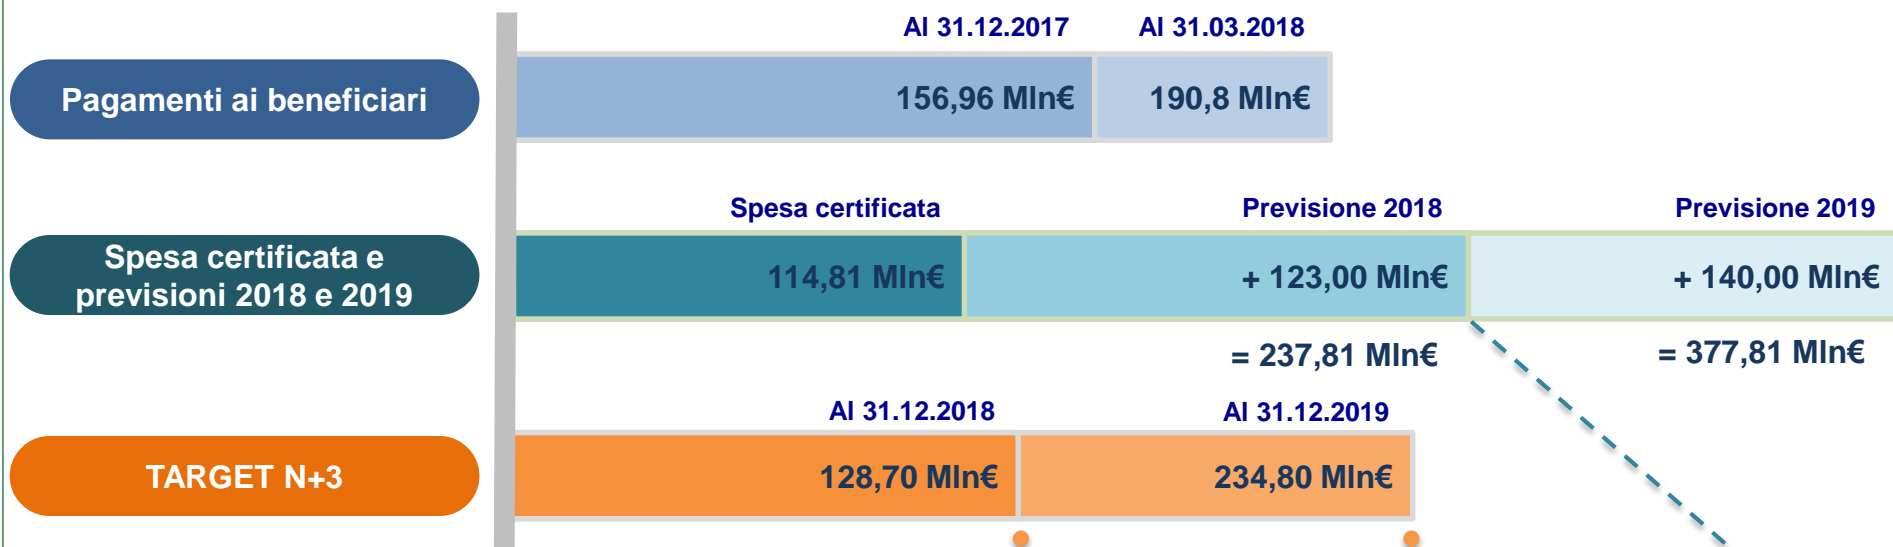 Al 31.12.2017 Al 31.03.2018
Pagamenti ai beneficiari 156,96 Mln€ 190,8 Mln€
Spesa certificata Previsione 2018 Previsione 2019
Spesa certificata e
previsioni 2018 e 2019
114,81 Mln€ + 123,00 Mln€ + 140,00 Mln€
= 237,81 Mln€ = 377,81 Mln€
Al 31.12.2018 Al 31.12.2019
TARGET N+3 128,70 Mln€ 234,80 Mln€